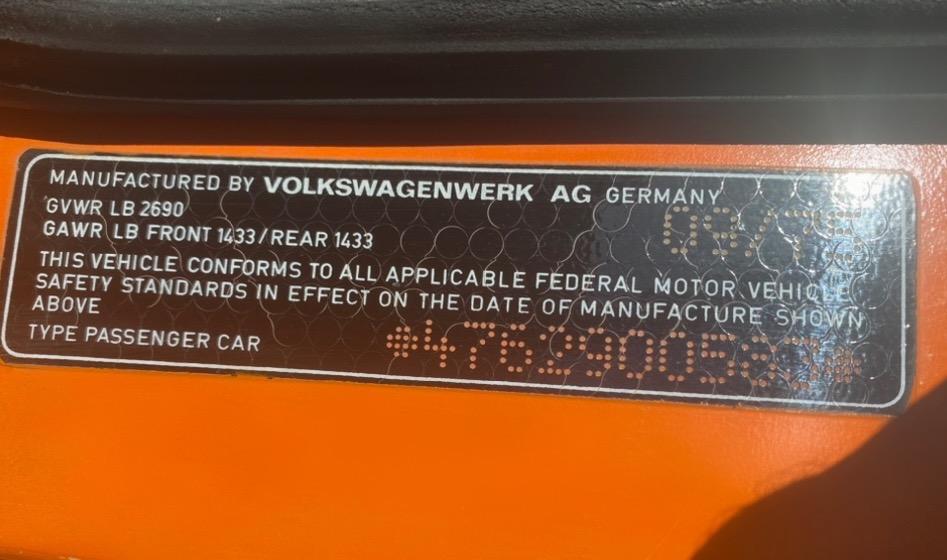 MANUFACTURED BY VOLKSWAGENWERK AG GERMANY
GVWR LB 2690 09/75
GAWR LB FRONT 1433/REAR 1433
THIS VEHICLE CONFORMS TO ALL APPLICABLE FEDERAL MOTOR VEHICLE
SAFETY STANDARDS IN EFFECT ON THE DATE OF MANUFACTURE SHOWN
ABOVE
TYPE PASSENGER CAR